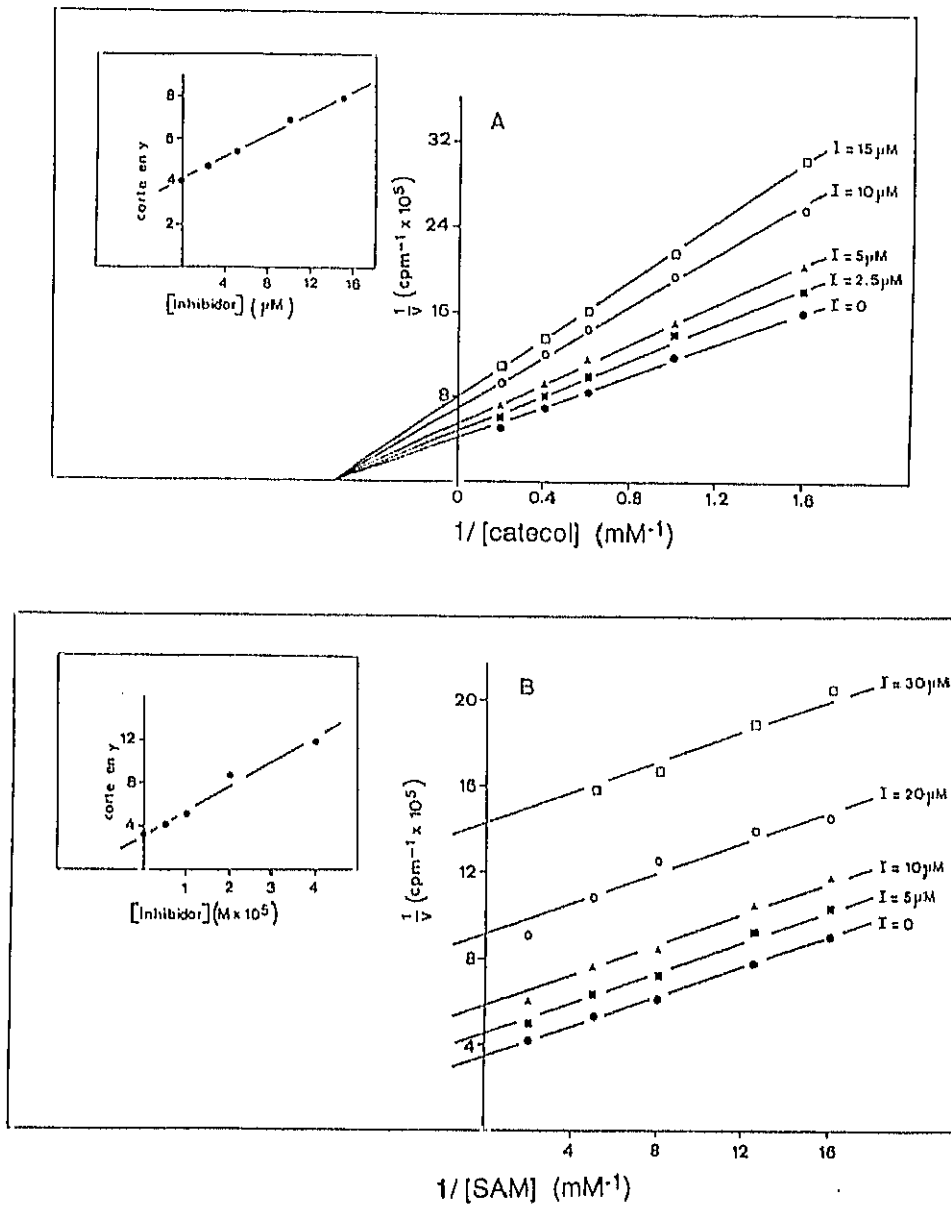 A
8
6
4
2
corte en y
4 8 12 16
[Inhibidor] (µM)
32
24
16
8
1/v (cpm⁻¹ x 10⁵)
I = 15 µM
I = 10 µM
I = 5 µM
I = 2.5 µM
I = 0
0 0.4 0.8 1.2 1.6
1/ [catecol] (mM-1)
B
12
8
4
corte en y
1 2 3 4
[Inhibidor] (M x 10⁵)
20
16
12
8
4
1/v (cpm⁻¹ x 10⁵)
I = 30 µM
I = 20 µM
I = 10 µM
I = 5 µM
I = 0
4 8 12 16
1/ [SAM] (mM-1)